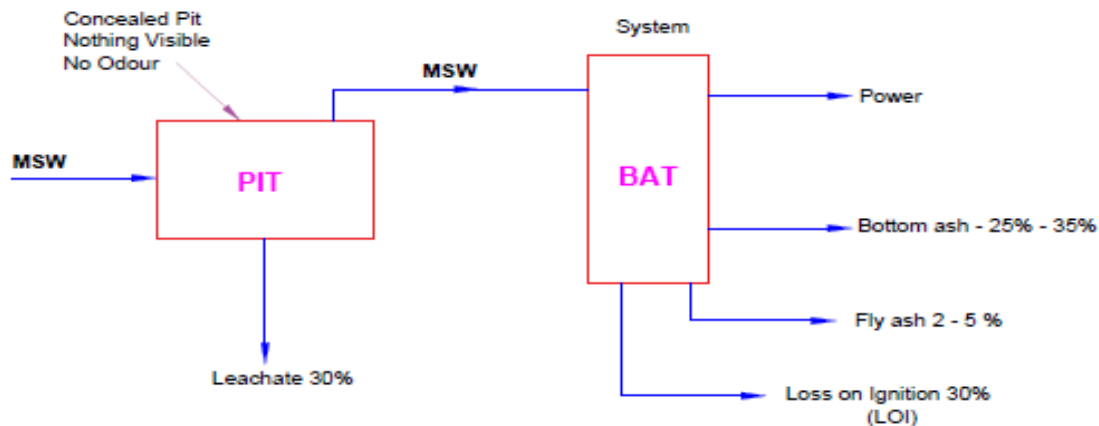 Concealed Pit
Nothing Visible
No Odour
System
MSW
Power
MSW
PIT
BAT
Bottom ash - 25% - 35%
Fly ash 2 - 5 %
Leachate 30%
Loss on Ignition 30%
(LOI)